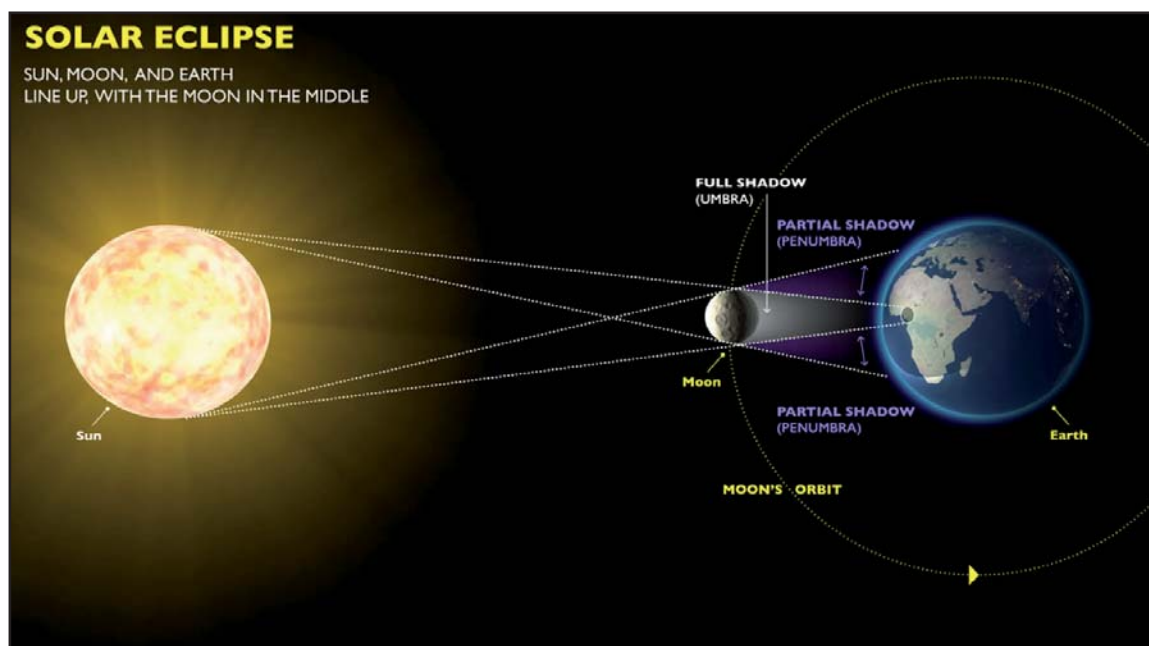 SOLAR ECLIPSE
SUN, MOON, AND EARTH
LINE UP, WITH THE MOON IN THE MIDDLE
FULL SHADOW
(UMBRA)
PARTIAL SHADOW
(PENUMBRA)
Moon
Sun
PARTIAL SHADOW
(PENUMBRA)
Earth
MOON'S ORBIT